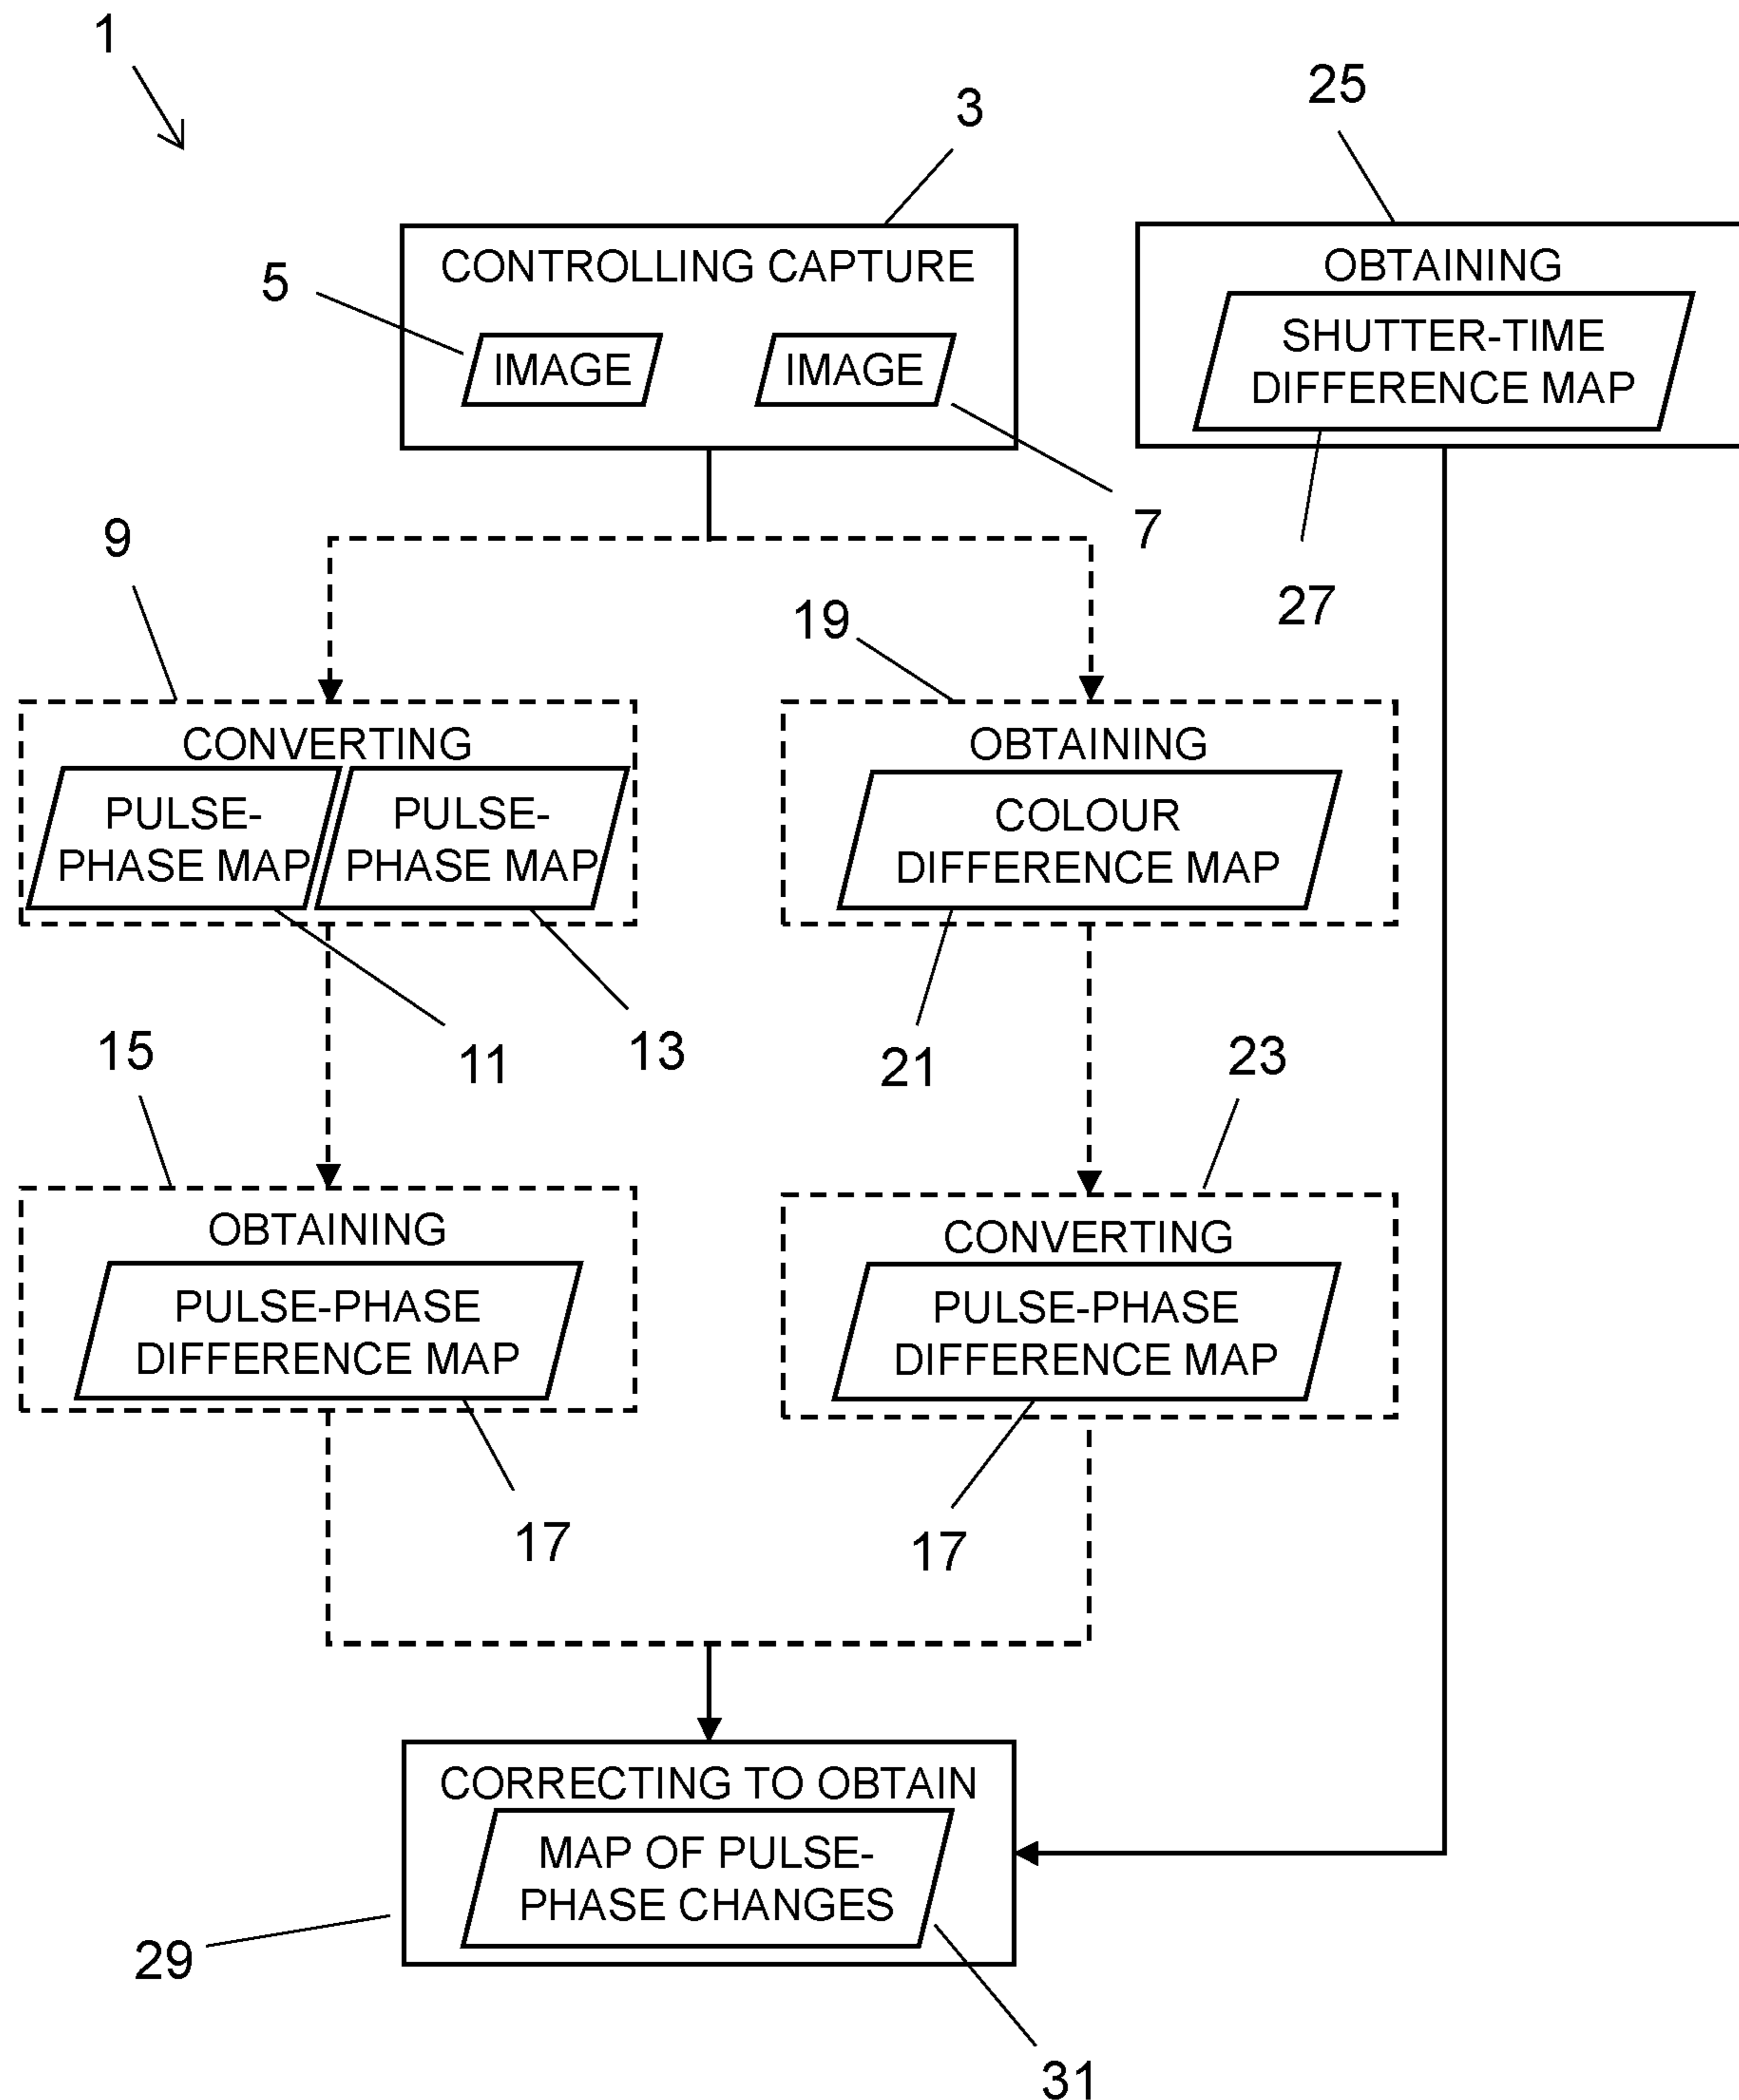 1
3
25
CONTROLLING CAPTURE
OBTAINING
5
IMAGE
IMAGE
SHUTTER-TIME
DIFFERENCE MAP
7
27
9
19
CONVERTING
PULSE-
PHASE MAP
PULSE-
PHASE MAP
OBTAINING
COLOUR
DIFFERENCE MAP
11
13
21
15
23
OBTAINING
PULSE-PHASE
DIFFERENCE MAP
CONVERTING
PULSE-PHASE
DIFFERENCE MAP
17
17
CORRECTING TO OBTAIN
MAP OF PULSE-
PHASE CHANGES
29
31